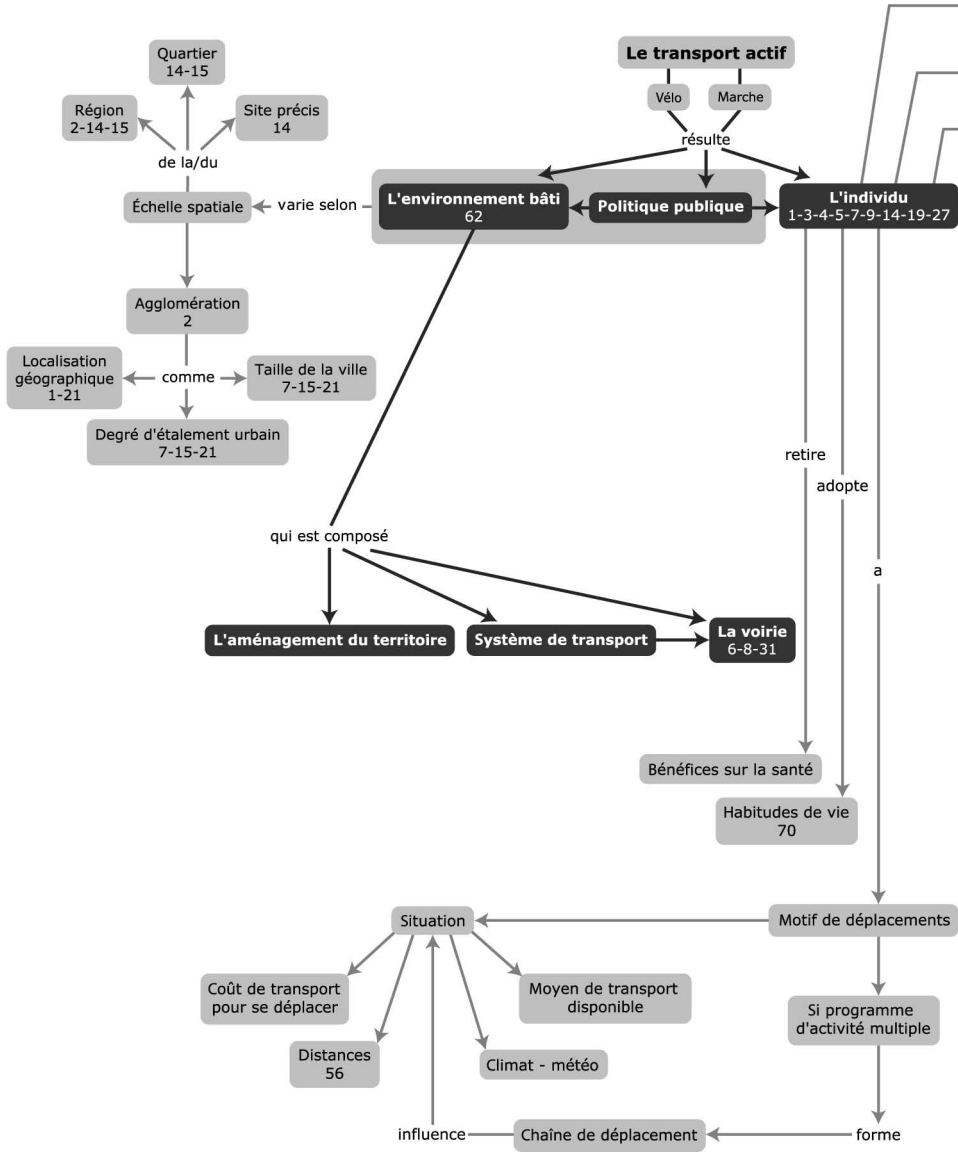 Le transport actif
Vélo
Marche
résulte
L'environnement bâti
62
Politique publique
L'individu
1-3-4-5-7-9-14-19-27
varie selon
Échelle spatiale
de la/du
Région
2-14-15
Quartier
14-15
Site précis
14
Agglomération
2
comme
Localisation
géographique
1-21
Taille de la ville
7-15-21
Degré d'étalement urbain
7-15-21
qui est composé
L'aménagement du territoire
Système de transport
La voirie
6-8-31
retire
adopte
a
Bénéfices sur la santé
Habitudes de vie
70
Motif de déplacements
Situation
Coût de transport
pour se déplacer
Distances
56
Climat - météo
Moyen de transport
disponible
Si programme
d'activité multiple
forme
Chaîne de déplacement
influence